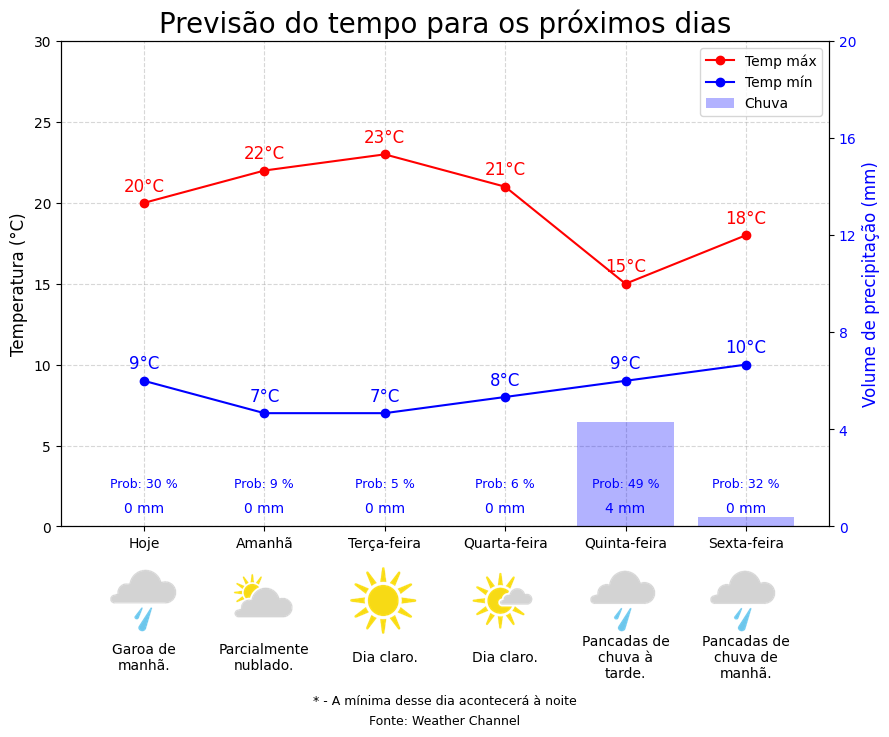 Previsão do tempo para os próximos dias
30
25
20
15
10
5
0
Temperatura (°C)
20
16
12
8
4
0
Volume de precipitação (mm)
Temp máx
Temp mín
Chuva
20°C 22°C 23°C 21°C 15°C 18°C
9°C 7°C 7°C 8°C 9°C 10°C
Prob: 30 % Prob: 9 % Prob: 5 % Prob: 6 % Prob: 49 % Prob: 32 %
0 mm 0 mm 0 mm 0 mm 4 mm 0 mm
Hoje Amanhã Terça-feira Quarta-feira Quinta-feira Sexta-feira
Garoa de
manhã.
Parcialmente
nublado.
Dia claro.
Dia claro.
Pancadas de
chuva à
tarde.
Pancadas de
chuva de
manhã.
* - A mínima desse dia acontecerá à noite
Fonte: Weather Channel